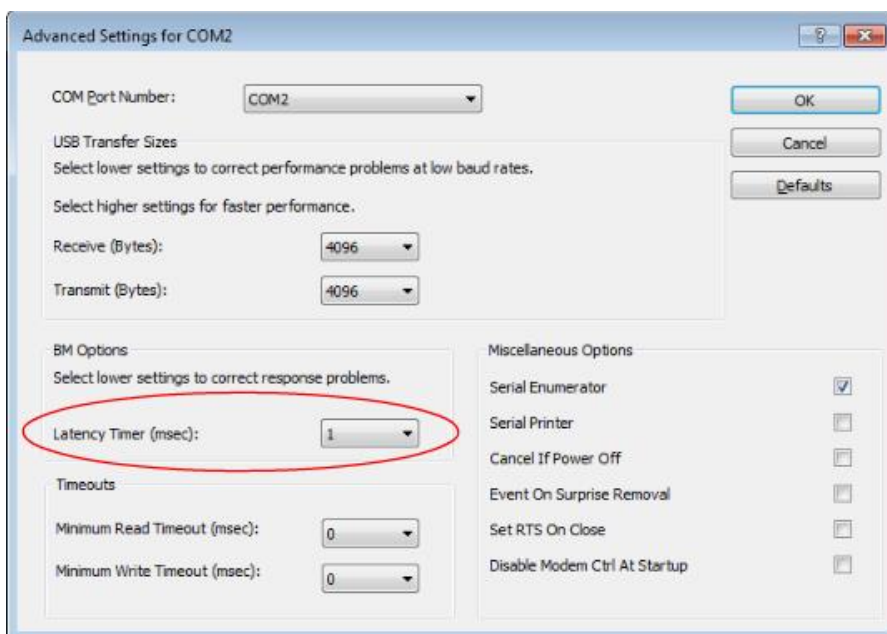 Advanced Settings for COM2
COM Port Number: COM2
OK
USB Transfer Sizes
Cancel
Select lower settings to correct performance problems at low baud rates.
Defaults
Select higher settings for faster performance.
Receive (Bytes): 4096
Transmit (Bytes): 4096
BM Options
Select lower settings to correct response problems.
Latency Timer (msec): 1
Timeouts
Minimum Read Timeout (msec): 0
Minimum Write Timeout (msec): 0
Miscellaneous Options
Serial Enumerator
Serial Printer
Cancel If Power Off
Event On Surprise Removal
Set RTS On Close
Disable Modem Ctrl At Startup